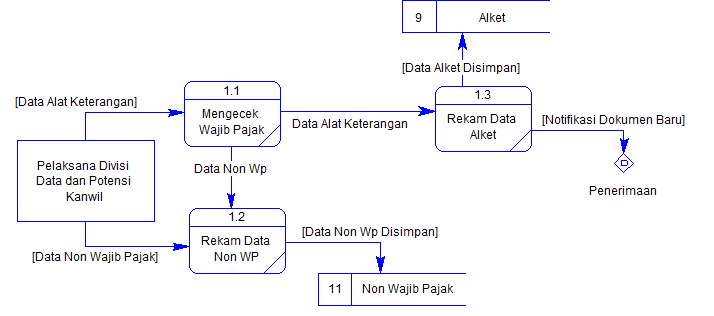 9 Alket
[Data Alket Disimpan]
1.1
Mengecek
Wajib Pajak
[Data Alat Keterangan]
Data Alat Keterangan
1.3
Rekam Data
Alket
[Notifikasi Dokumen Baru]
D
Penerimaan
Pelaksana Divisi
Data dan Potensi
Kanwil
Data Non Wp
1.2
Rekam Data
Non WP
[Data Non Wajib Pajak]
[Data Non Wp Disimpan]
11 Non Wajib Pajak